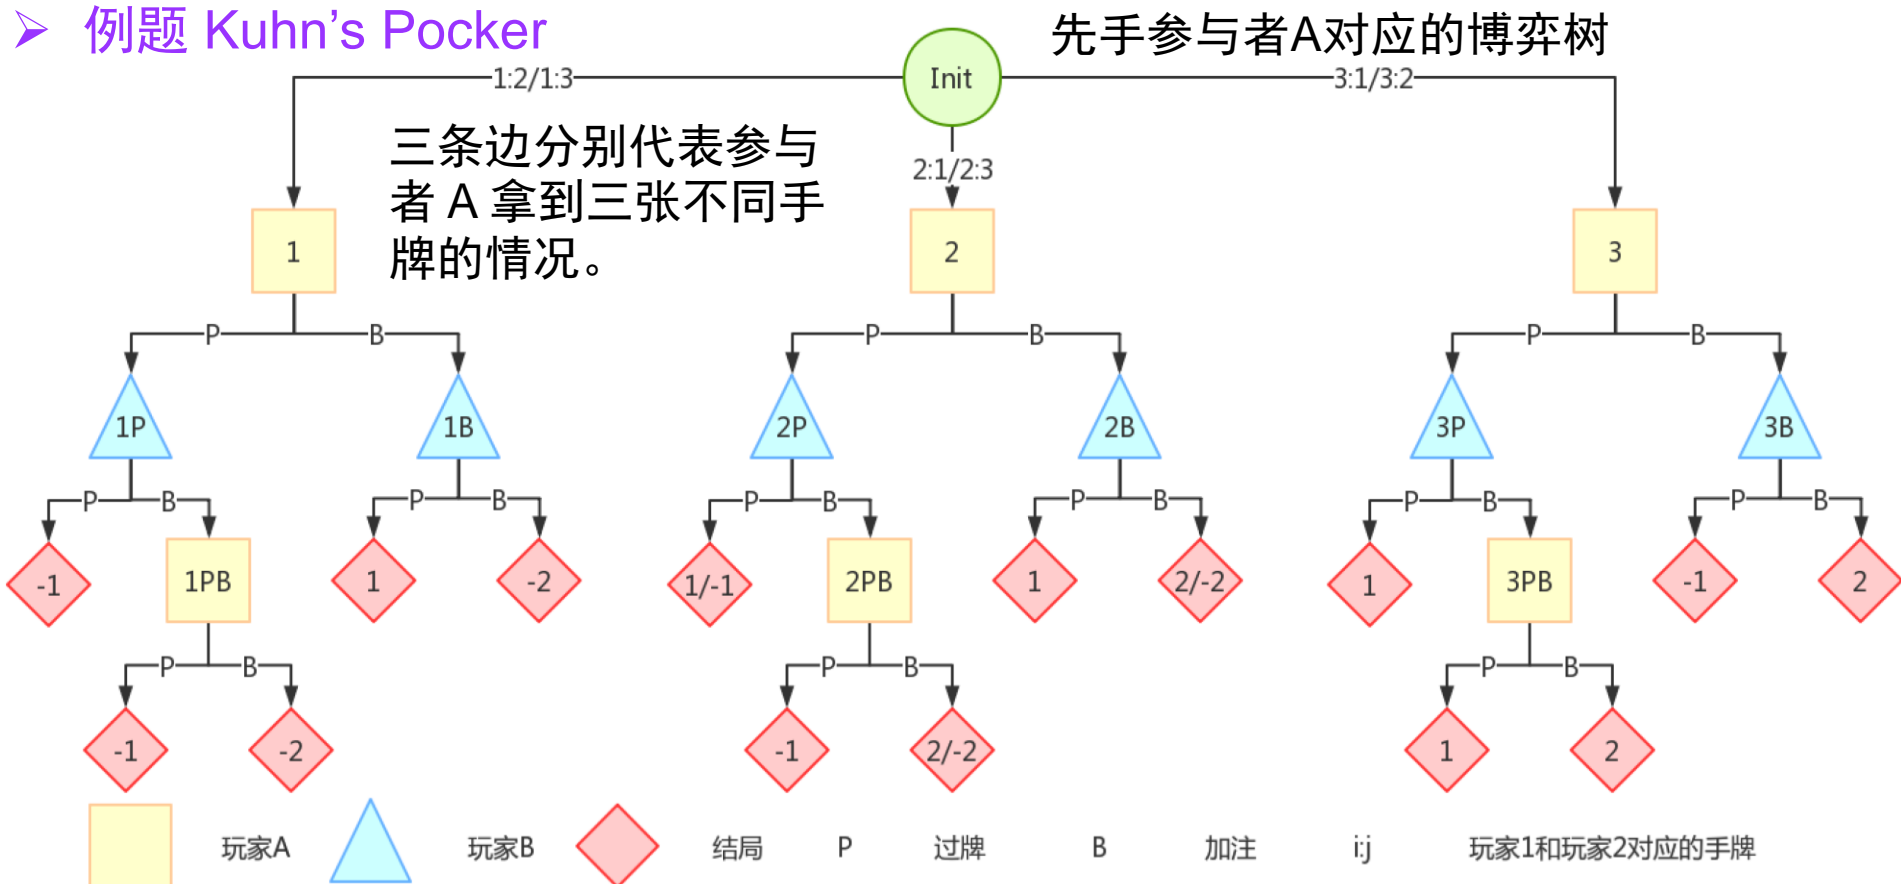 ➢ 例题 Kuhn's Pocker
先手参与者A对应的博弈树
1:2/1:3
Init
3:1/3:2
三条边分别代表参与
者 A 拿到三张不同手
牌的情况。
2:1/2:3
1
2
3
P B P B P B
1P 1B 2P 2B 3P 3B
P B P B P B P B P B P B
-1 1PB 1 -2 1/-1 2PB 1 2/-2 1 3PB -1 2
P B P B P B
-1 -2 -1 2/-2 1 2
玩家A 玩家B 结局 P 过牌 B 加注 i:j 玩家1和玩家2对应的手牌